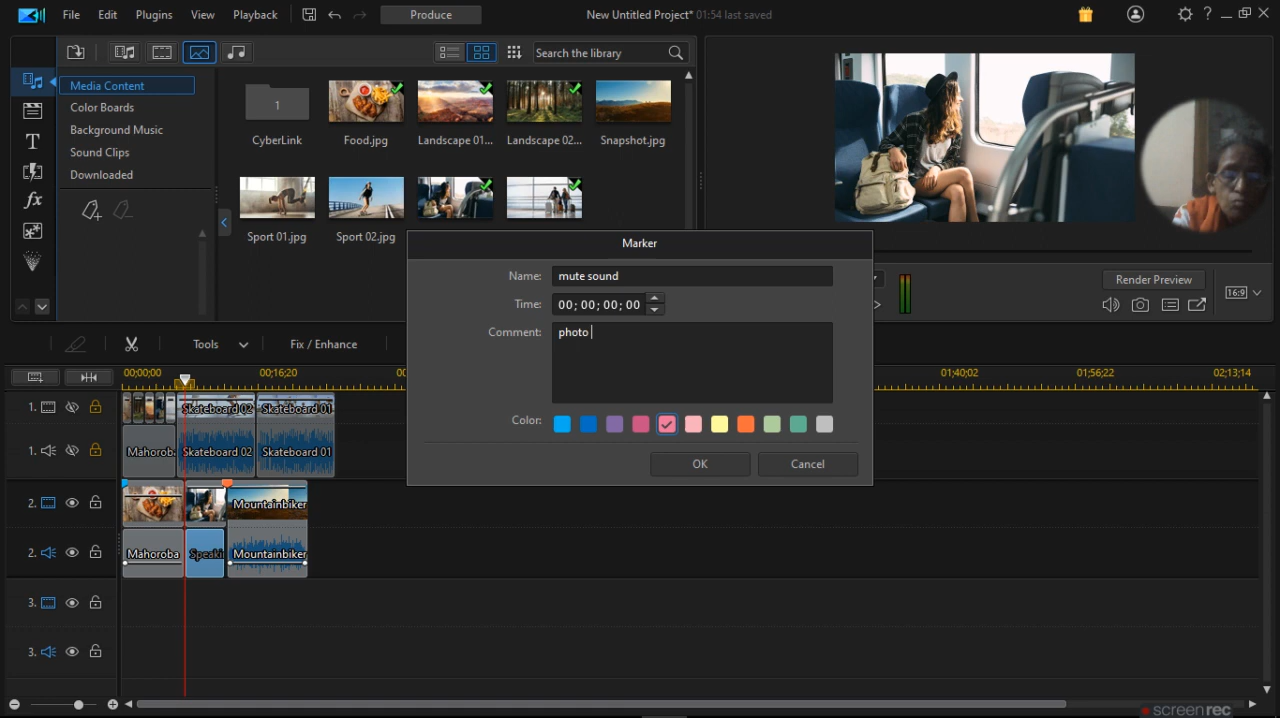 File Edit Plugins View Playback Produce New Untitled Project* 01:54 last saved
Search the library
Media Content
Color Boards
Background Music
Sound Clips
Downloaded
1
CyberLink Food.jpg Landscape 01... Landscape 02... Snapshot.jpg
Sport 01.jpg Sport 02.jpg
Marker
Name: mute sound
Time: 00; 00; 00; 00
Comment: photo
Color:
OK Cancel
Render Preview
16:9
Tools Fix / Enhance
00;00;00 00;16;20 00 01;40;02 01;56;22 02;13;14
1. Skateboard 02 Skateboard 01
1. Mahorob. Skateboard 02 Skateboard 01
2. Mountainbiker
2. Mahoroba Speaki Mountainbiker
3.
3.
screenrec